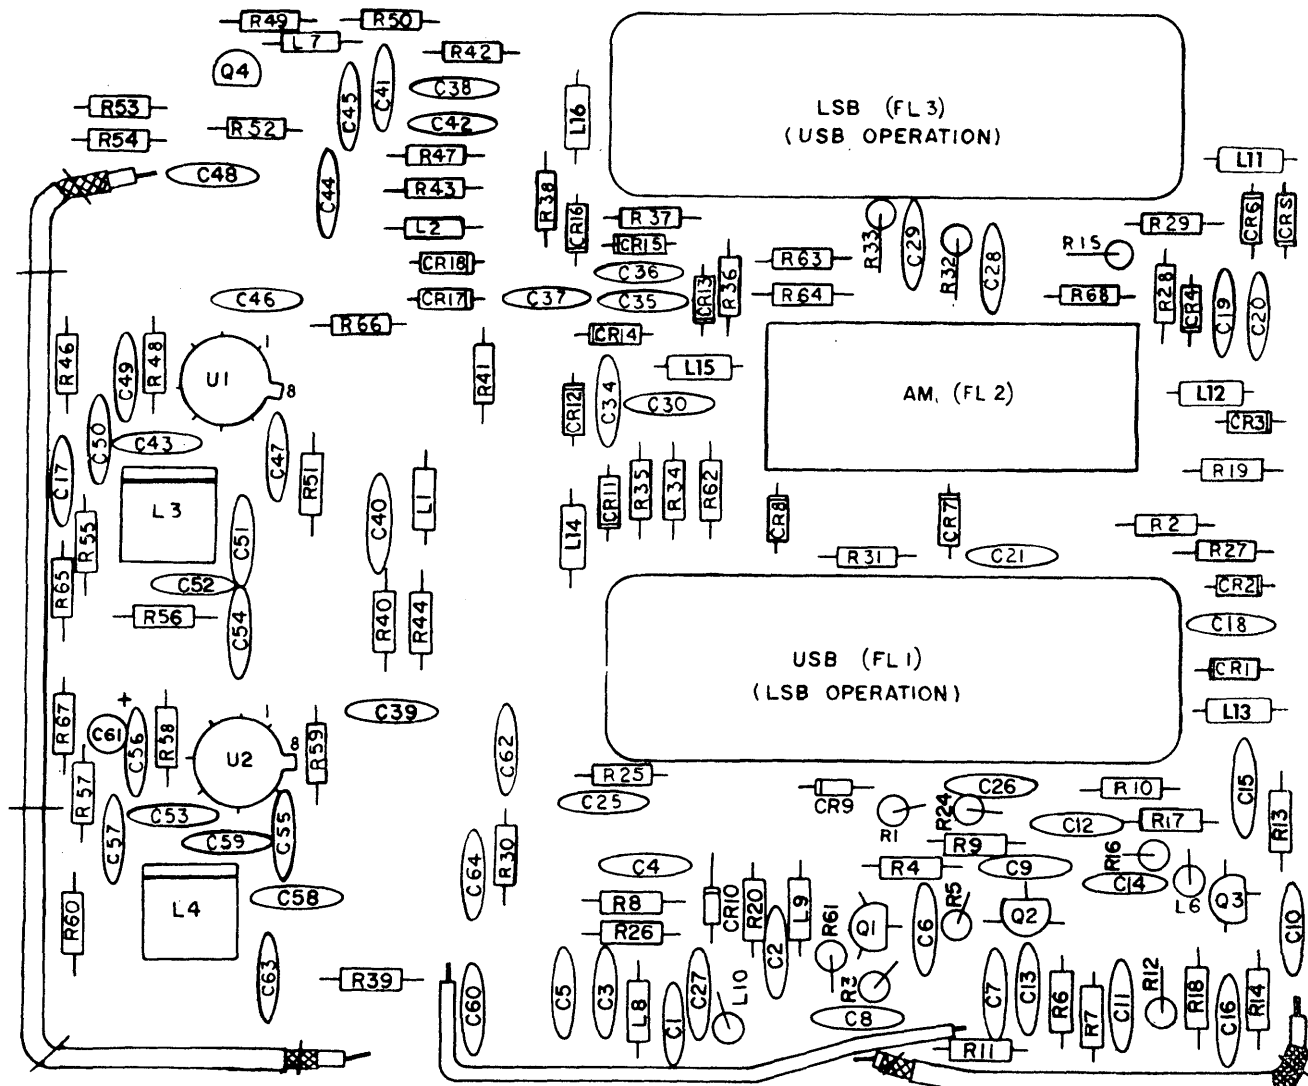 R49
R50
L7
R42
Q4
C45
C41
C38
L16
LSB (FL3)
(USB OPERATION)
R53
C42
R52
R54
R47
L11
C48
C44
R43
R38
CR16
R37
R33
C29
R29
CR6
CR5
L2
CR15
R32
C28
R15
CR18
C36
R36
R63
R28
C46
CR17
C37
C35
CR13
R64
R68
CR4
C19
C20
R66
CR14
R46
C49
R48
1
U1
8
R41
L15
AM. (FL2)
CR12
C34
C30
L12
CR3
C50
C43
C47
C17
R51
R19
L3
C40
L1
CR11
R35
R34
R62
R55
C51
L14
CR8
CR7
R2
R31
C21
R27
R65
C52
CR2
R56
C54
R40
R44
C18
USB (FL1)
(LSB OPERATION)
CR1
+
R67
C61
C56
R58
1
U2
8
R59
C39
C62
L13
R57
R25
C25
CR9
R1
R24
C26
R10
C15
C53
C57
C59
C55
C12
R17
R13
R9
R16
C64
R30
C4
R4
C9
C14
L6
Q3
L4
C58
R8
CR10
R20
L9
R60
R26
C2
R61
Q1
C6
R5
Q2
C10
C63
R39
C60
C5
C3
L8
C1
C27
L10
R3
C8
C7
C13
R6
R7
C11
R12
R18
C16
R14
R11